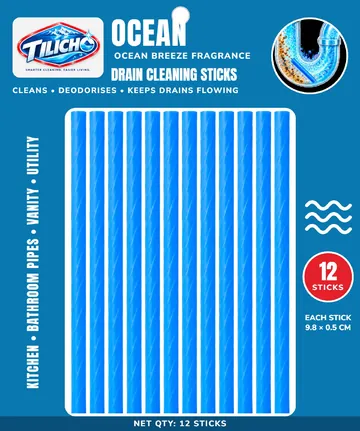 TILICHO
SMARTER CLEANING. EASIER LIVING.
OCEAN
OCEAN BREEZE FRAGRANCE
DRAIN CLEANING STICKS
CLEANS • DEODORISES • KEEPS DRAINS FLOWING
KITCHEN • BATHROOM PIPES • VANITY • UTILITY
12
STICKS
EACH STICK
9.8 × 0.5 CM
NET QTY: 12 STICKS